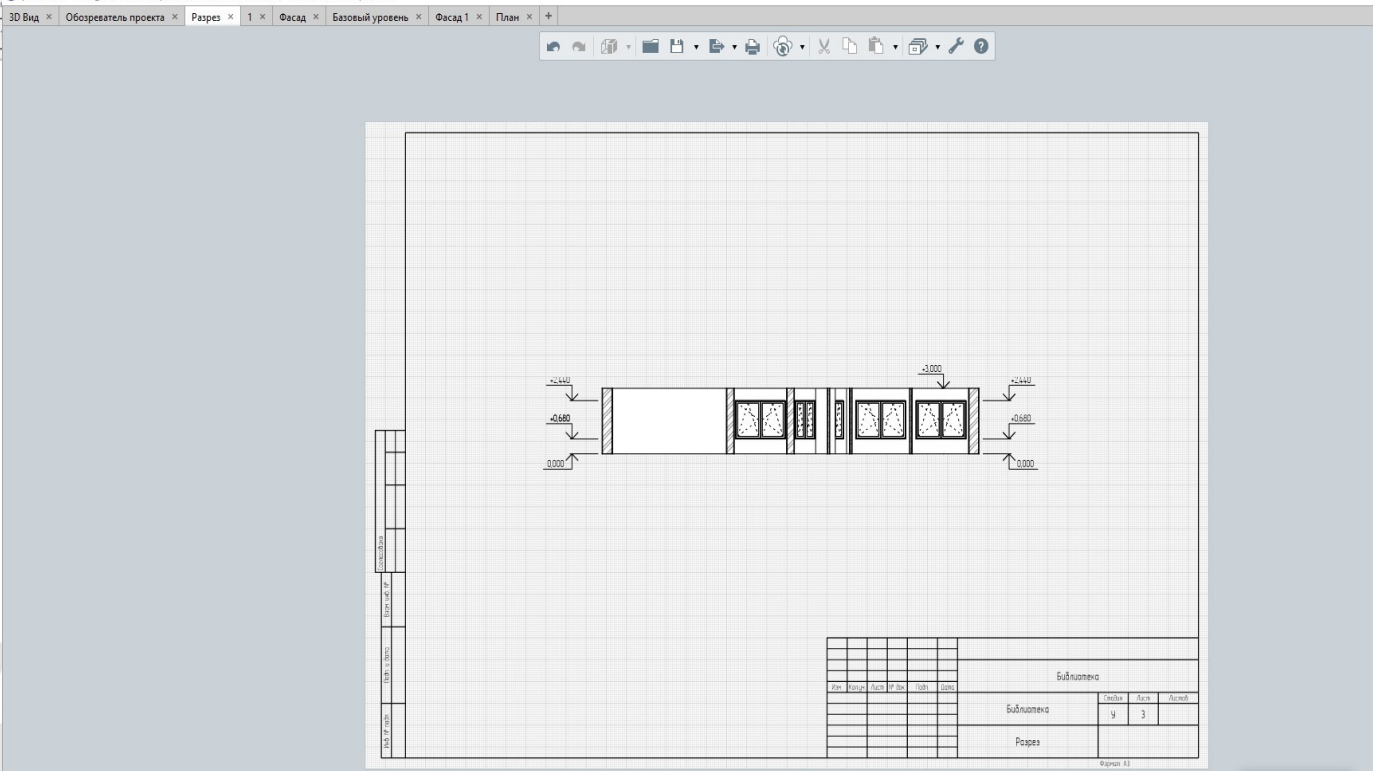 3D Вид × Обозреватель проекта × Разрез × 1 × Фасад × Базовый уровень × Фасад 1 × План × +
+3,000
+2,440 +2,440
+0,680 +0,680
0,000 0,000
Согласовано
Взам. инв. №
Подп. и дата
Инв. № подл.
Библиотека
Изм. Кол.уч. Лист № док. Подп. Дата
Библиотека
Стадия Лист Листов
У 3
Разрез
Формат А3